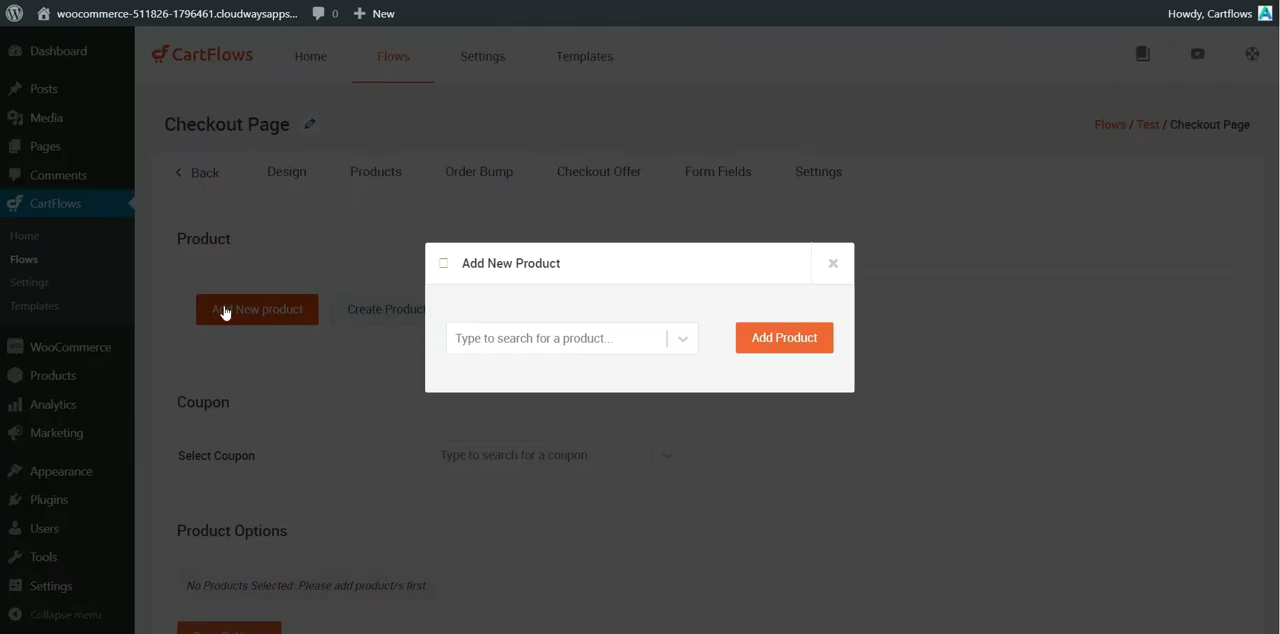 woocommerce-511826-1796461.cloudwaysapps... 0 New Howdy, Cartflows
Dashboard
Posts
Media
Pages
Comments
CartFlows
Home
Flows
Settings
Templates
WooCommerce
Products
Analytics
Marketing
Appearance
Plugins
Users
Tools
Settings
Collapse menu
CartFlows Home Flows Settings Templates
Checkout Page
Flows / Test / Checkout Page
Back Design Products Order Bump Checkout Offer Form Fields Settings
Product
Add New product Create Product
Add New Product
Type to search for a product... Add Product
Coupon
Select Coupon Type to search for a coupon
Product Options
No Products Selected. Please add product/s first